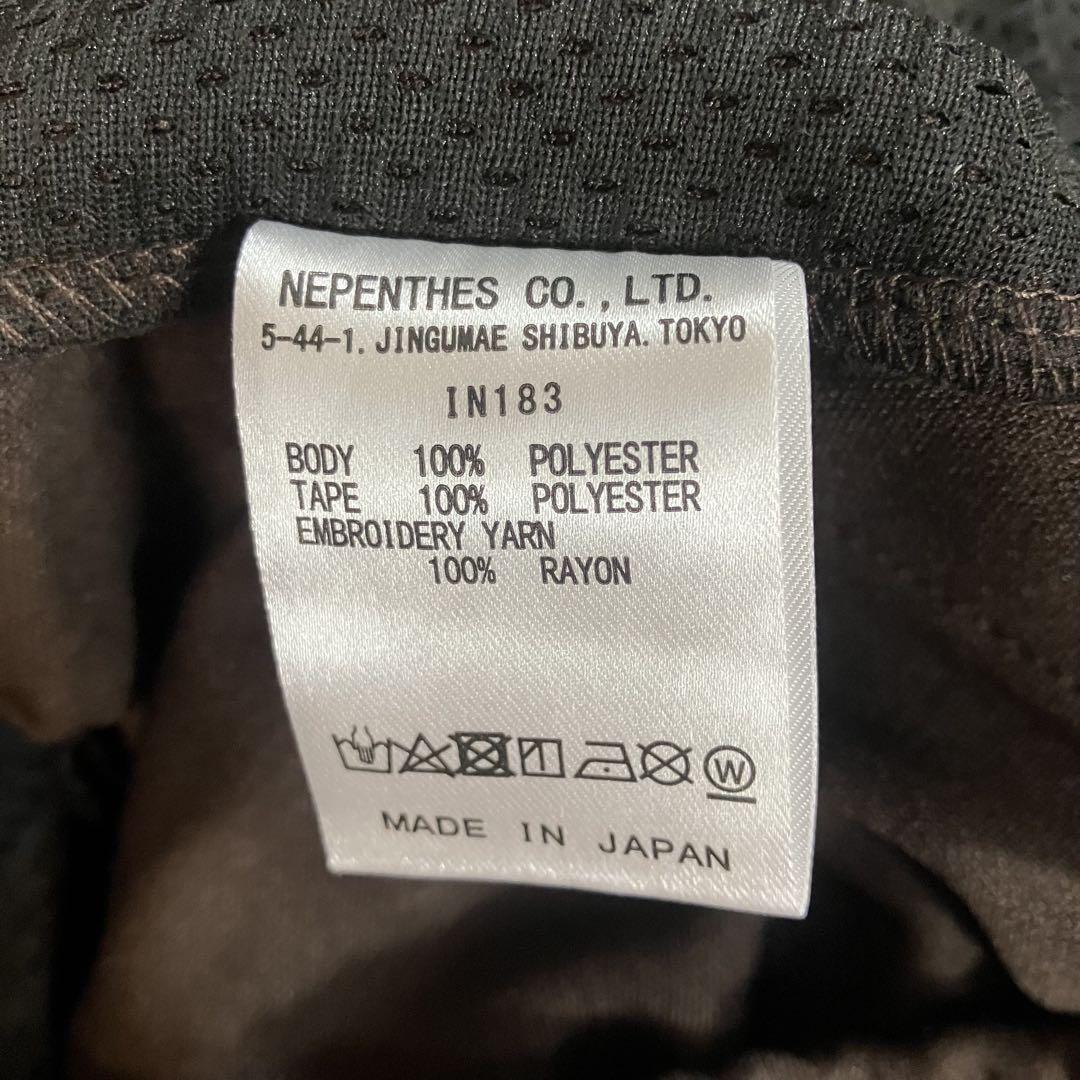 NEPENTHES CO., LTD.
5-44-1. JINGUMAE SHIBUYA. TOKYO
IN183
BODY 100% POLYESTER
TAPE 100% POLYESTER
EMBROIDERY YARN
100% RAYON
W
MADE IN JAPAN